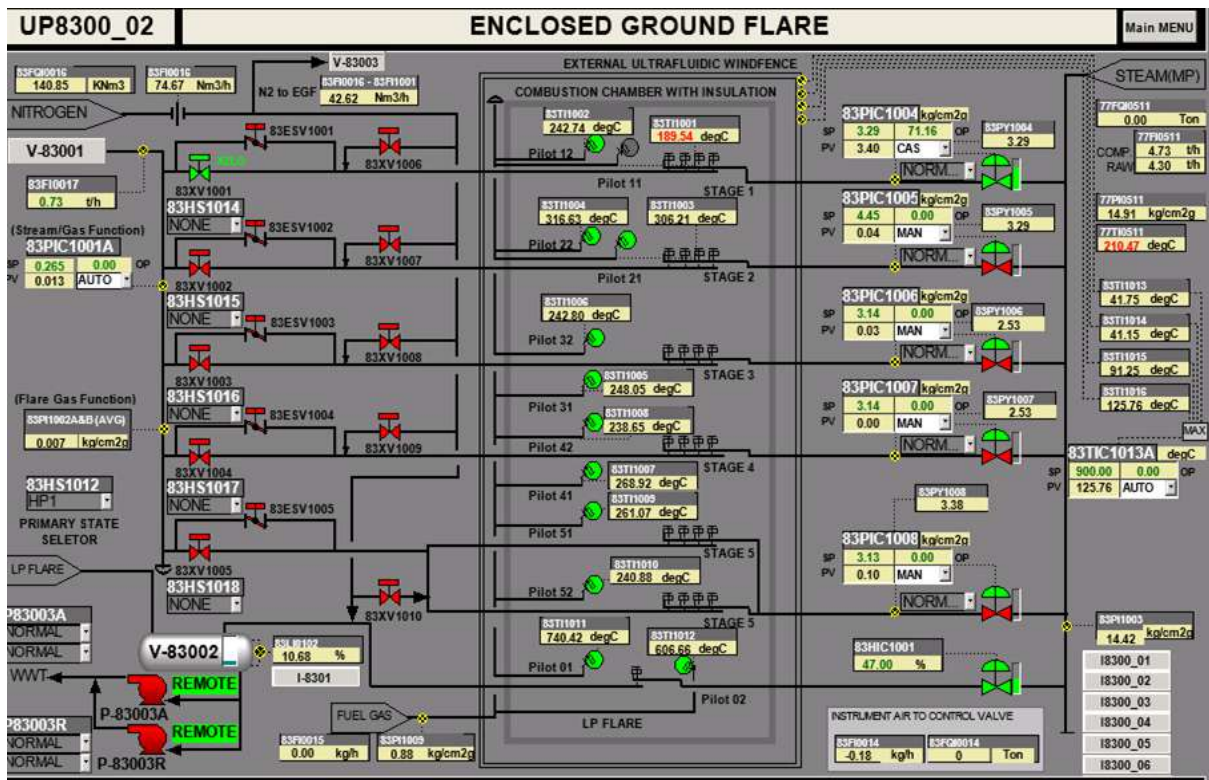 UP8300_02
ENCLOSED GROUND FLARE
Main MENU
V-83003
EXTERNAL ULTRAFLUIDIC WINDFENCE
STEAM(MP)
83FQI0016
140.85 KNm3
83FI0016
74.67 Nm3/h
N2 to EGF
83FI0016 - 83FI1001
42.62 Nm3/h
COMBUSTION CHAMBER WITH INSULATION
NITROGEN
V-83001
83FI0017
0.73 t/h
(Stream/Gas Function)
83PIC1001A
SP 0.265 0.00 OP
PV 0.013 AUTO
(Flare Gas Function)
83PI1002A&B(AVG)
0.007 kg/cm2g
83HS1012
HP1
PRIMARY STATE
SELETOR
LP FLARE
83ESV1001
83XV1006
83XV1001
83HS1014
NONE
83ESV1002
83XV1007
83XV1002
83HS1015
NONE
83ESV1003
83XV1008
83XV1003
83HS1016
NONE
83ESV1004
83XV1009
83XV1004
83HS1017
NONE
83ESV1005
83XV1005
83HS1018
NONE
83XV1010
83TI1002
242.74 degC
83TI1001
189.54 degC
Pilot 12
Pilot 11
STAGE 1
83TI1004
316.63 degC
83TI1003
306.21 degC
Pilot 22
Pilot 21
STAGE 2
83TI1006
242.80 degC
Pilot 32
STAGE 3
83TI1005
248.05 degC
Pilot 31
83TI1008
238.65 degC
Pilot 42
STAGE 4
83TI1007
268.92 degC
Pilot 41
83TI1009
261.07 degC
Pilot 51
STAGE 5
83TI1010
240.88 degC
Pilot 52
STAGE 5
83TI1011
740.42 degC
83TI1012
606.66 degC
Pilot 01
Pilot 02
LP FLARE
83PIC1004 kg/cm2g
SP 3.29 71.16 OP
PV 3.40 CAS
83PY1004
3.29
NORM...
83PIC1005 kg/cm2g
SP 4.45 0.00 OP
PV 0.04 MAN
83PY1005
3.29
NORM...
83PIC1006 kg/cm2g
SP 3.14 0.00 OP
PV 0.03 MAN
83PY1006
2.53
NORM...
83PIC1007 kg/cm2g
SP 3.14 0.00 OP
PV 0.00 MAN
83PY1007
2.53
NORM...
83PY1008
3.38
83PIC1008 kg/cm2g
SP 3.13 0.00 OP
PV 0.10 MAN
NORM...
83HIC1001
47.00 %
77FQI0511
0.00 Ton
77FI0511
COMP. 4.73 t/h
RAW 4.30 t/h
77PI0511
14.91 kg/cm2g
77TI0511
210.47 degC
83TI1013
41.75 degC
83TI1014
41.15 degC
83TI1015
91.25 degC
83TI1016
125.76 degC
MAX
83TIC1013A degC
SP 900.00 0.00 OP
PV 125.76 AUTO
83PI1003
14.42 kg/cm2g
I8300_01
I8300_02
I8300_03
I8300_04
I8300_05
I8300_06
P83003A
NORMAL
NORMAL
WWT
V-83002
83LI8102
10.68 %
I-8301
REMOTE
P-83003A
P83003R
NORMAL
NORMAL
REMOTE
P-83003R
FUEL GAS
83FI0015
0.00 kg/h
83PI1009
0.88 kg/cm2g
INSTRUMENT AIR TO CONTROL VALVE
83FI0014
-0.18 kg/h
83FQI0014
0 Ton